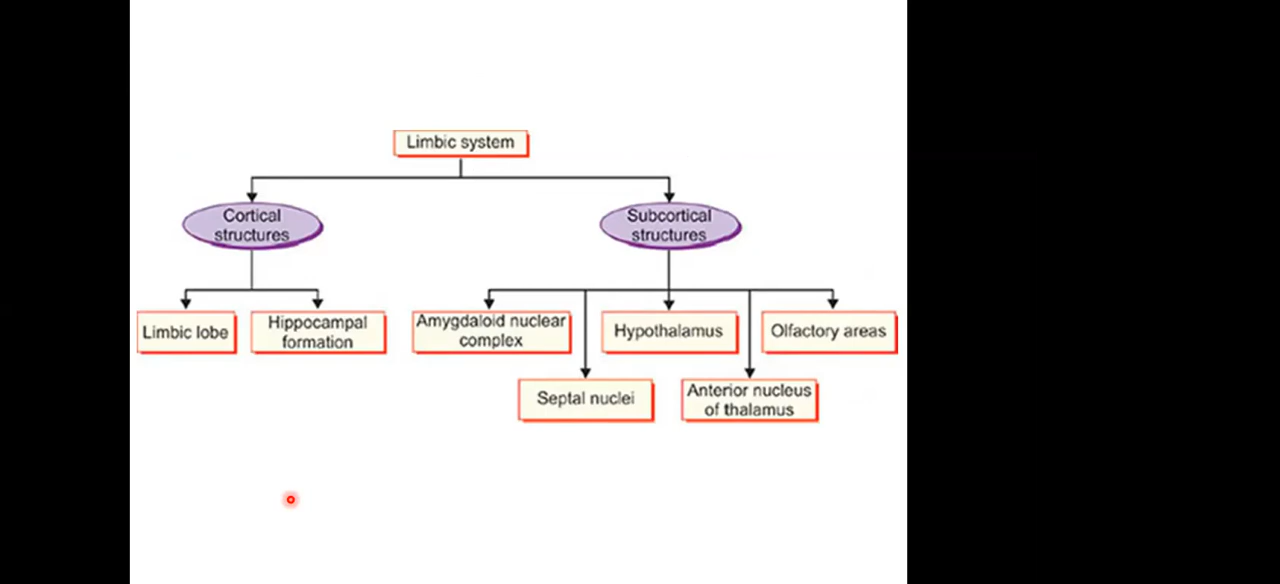 Limbic system
Cortical
structures
Subcortical
structures
Limbic lobe
Hippocampal
formation
Amygdaloid nuclear
complex
Hypothalamus
Olfactory areas
Septal nuclei
Anterior nucleus
of thalamus